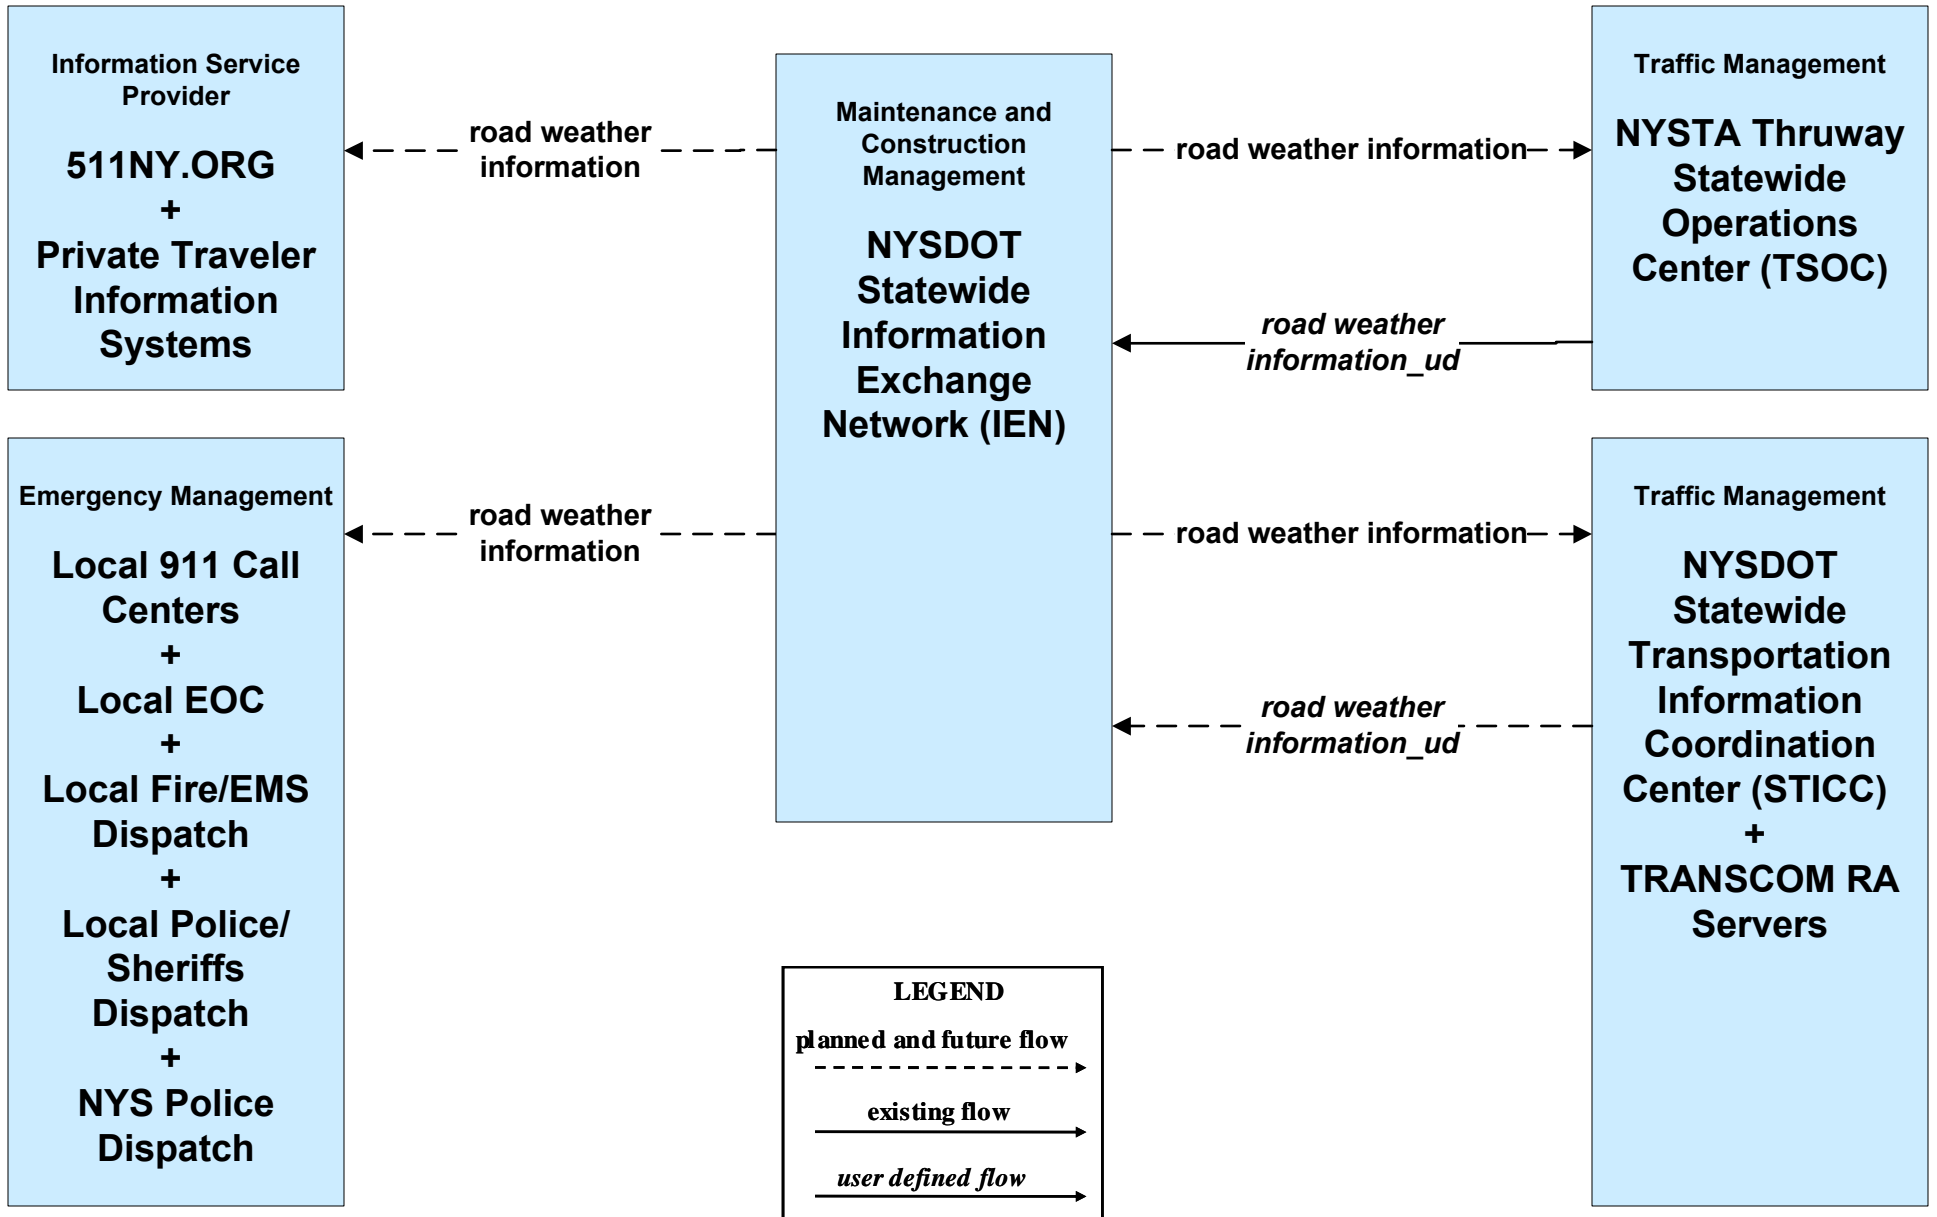 Information Service
Provider
511NY.ORG
+
Private Traveler
Information
Systems
road weather
information
Maintenance and
Construction
Management
NYSDOT
Statewide
Information
Exchange
Network (IEN)
road weather information
road weather
information_ud
Traffic Management
NYSTA Thruway
Statewide
Operations
Center (TSOC)
Emergency Management
Local 911 Call
Centers
+
Local EOC
+
Local Fire/EMS
Dispatch
+
Local Police/
Sheriffs
Dispatch
+
NYS Police
Dispatch
road weather
information
road weather information
road weather
information_ud
Traffic Management
NYSDOT
Statewide
Transportation
Information
Coordination
Center (STICC)
+
TRANSCOM RA
Servers
LEGEND
planned and future flow
existing flow
user defined flow